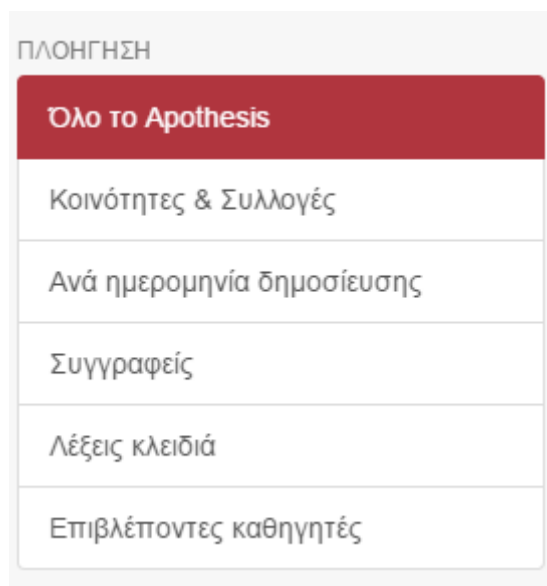 ΠΛΟΗΓΗΣΗ
Όλο το Apothesis
Κοινότητες & Συλλογές
Ανά ημερομηνία δημοσίευσης
Συγγραφείς
Λέξεις κλειδιά
Επιβλέποντες καθηγητές